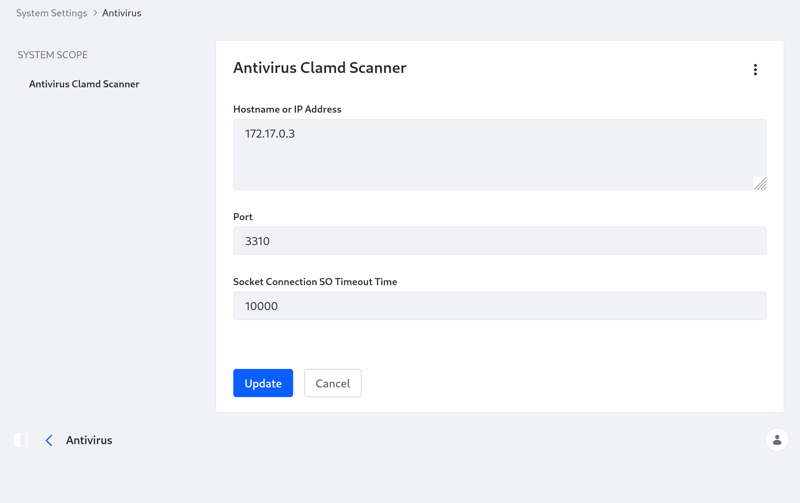 System Settings > Antivirus
SYSTEM SCOPE
Antivirus Clamd Scanner
Antivirus Clamd Scanner
Hostname or IP Address
172.17.0.3
Port
3310
Socket Connection SO Timeout Time
10000
Update Cancel
Antivirus